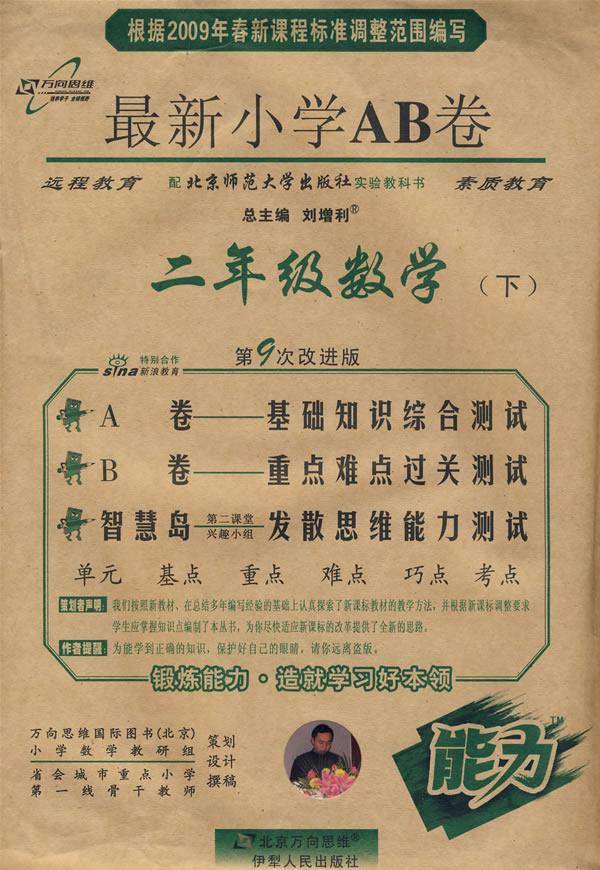 根据2009年春新课程标准调整范围编写
万向思维
最新小学AB卷
远程教育 配 北京师范大学出版社 实验教科书 素质教育
总主编 刘增利®
二年级数学（下）
sina 特别合作 新浪教育
第9次改进版
A 卷——基础知识综合测试
B 卷——重点难点过关测试
智慧岛 第二课堂 兴趣小组 发散思维能力测试
单元 基点 重点 难点 巧点 考点
策划者声明： 我们按照新教材、在总结多年编写经验的基础上认真探索了新课标教材的教学方法，并根据新课标调整要求
学生应掌握知识点编制了本丛书，为你尽快适应新课标的改革提供了全新的思路。
作者提醒： 为能学到正确的知识，保护好自己的眼睛，请你远离盗版。
锻炼能力·造就学习好本领
万向思维国际图书(北京)
小学数学教研组
省会城市重点小学
第一线骨干教师
策划
设计
撰稿
能力™
北京万向思维®
伊犁人民出版社